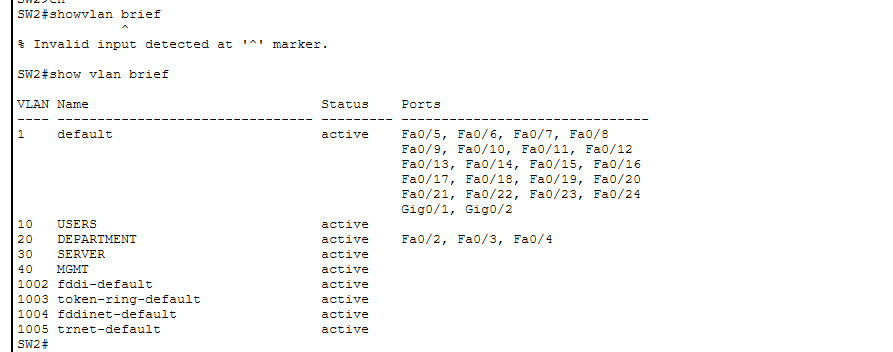 SW2#showvlan brief
^
% Invalid input detected at '^' marker.
SW2#show vlan brief
VLAN Name Status Ports
---- -------------------------------- --------- -------------------------------
1 default active Fa0/5, Fa0/6, Fa0/7, Fa0/8
Fa0/9, Fa0/10, Fa0/11, Fa0/12
Fa0/13, Fa0/14, Fa0/15, Fa0/16
Fa0/17, Fa0/18, Fa0/19, Fa0/20
Fa0/21, Fa0/22, Fa0/23, Fa0/24
Gig0/1, Gig0/2
10 USERS active
20 DEPARTMENT active Fa0/2, Fa0/3, Fa0/4
30 SERVER active
40 MGMT active
1002 fddi-default active
1003 token-ring-default active
1004 fddinet-default active
1005 trnet-default active
SW2#